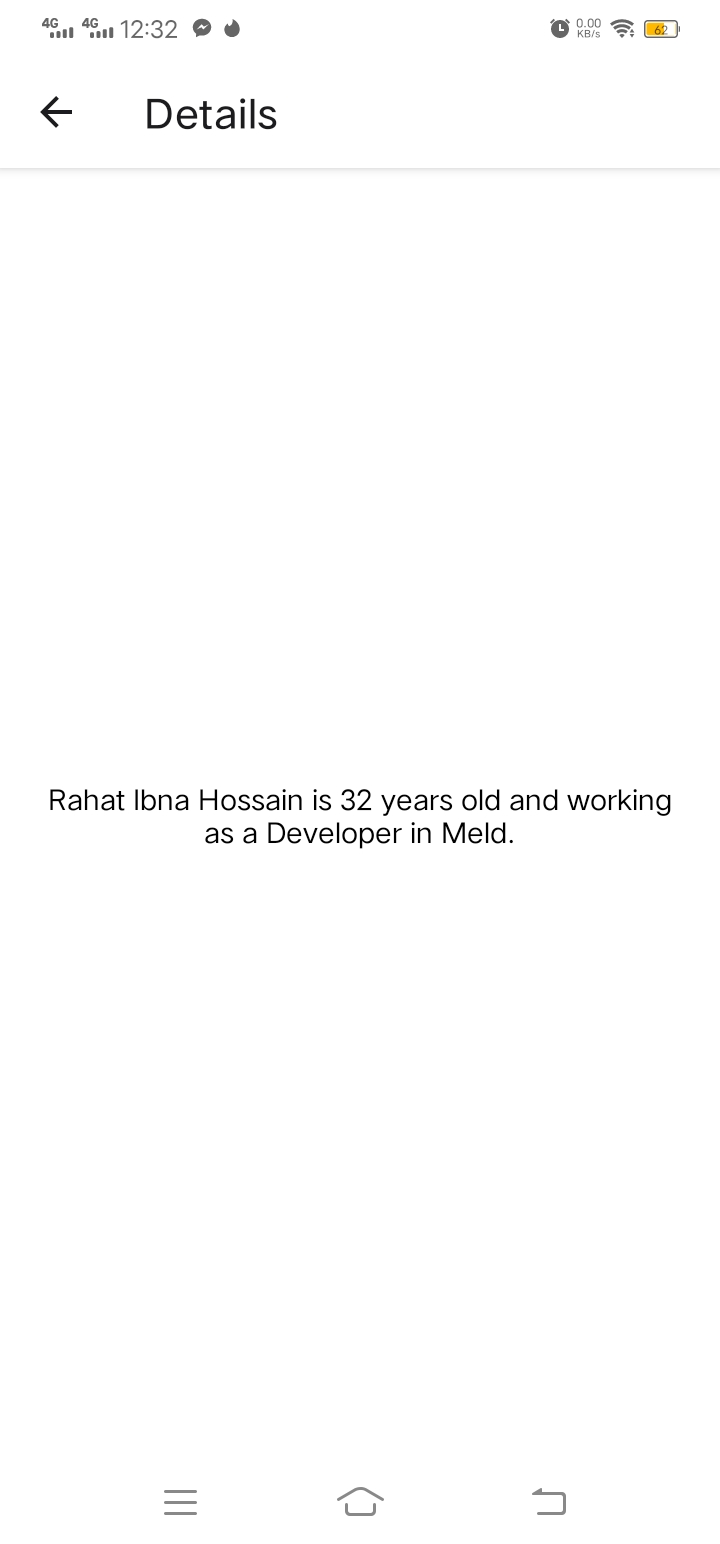 4G 4G 12:32 0.00 KB/s 62
Details
Rahat Ibna Hossain is 32 years old and working
as a Developer in Meld.